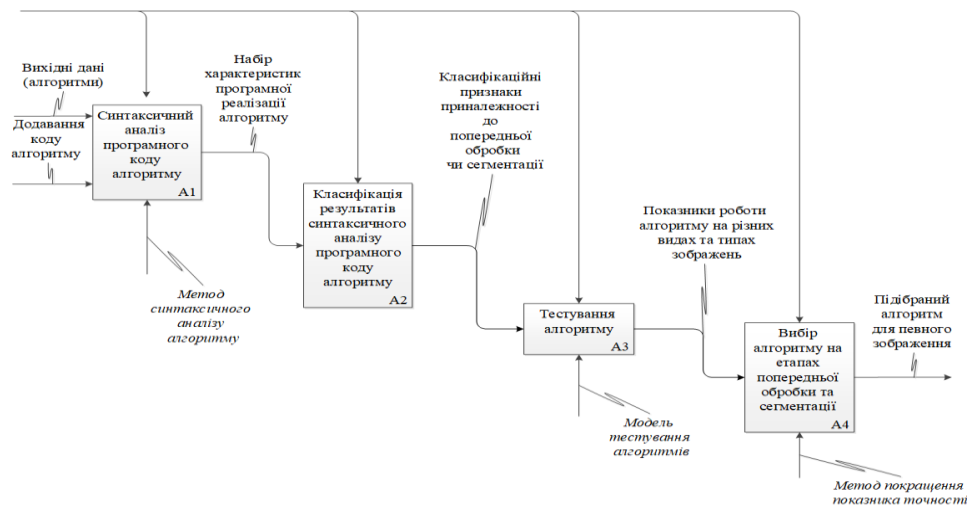 Вихідні дані
(алгоритми)
Додавання
коду
алгоритму
Синтаксичний
аналіз
програмного
коду
алгоритму
A1
Метод
синтаксичного
аналізу
алгоритму
Набір
характеристик
програмної
реалізації
алгоритму
Класифікація
результатів
синтаксичного
аналізу
програмного
коду
алгоритму
A2
Класифікаційні
признаки
приналежності
до
попередньої
обробки
чи сегментації
Тестування
алгоритму
A3
Модель
тестування
алгоритмів
Показники роботи
алгоритму на різних
видах та типах
зображень
Вибір
алгоритму на
етапах
попередньої
обробки та
сегментації
A4
Метод покращення
показника точності
Підібраний
алгоритм
для певного
зображення